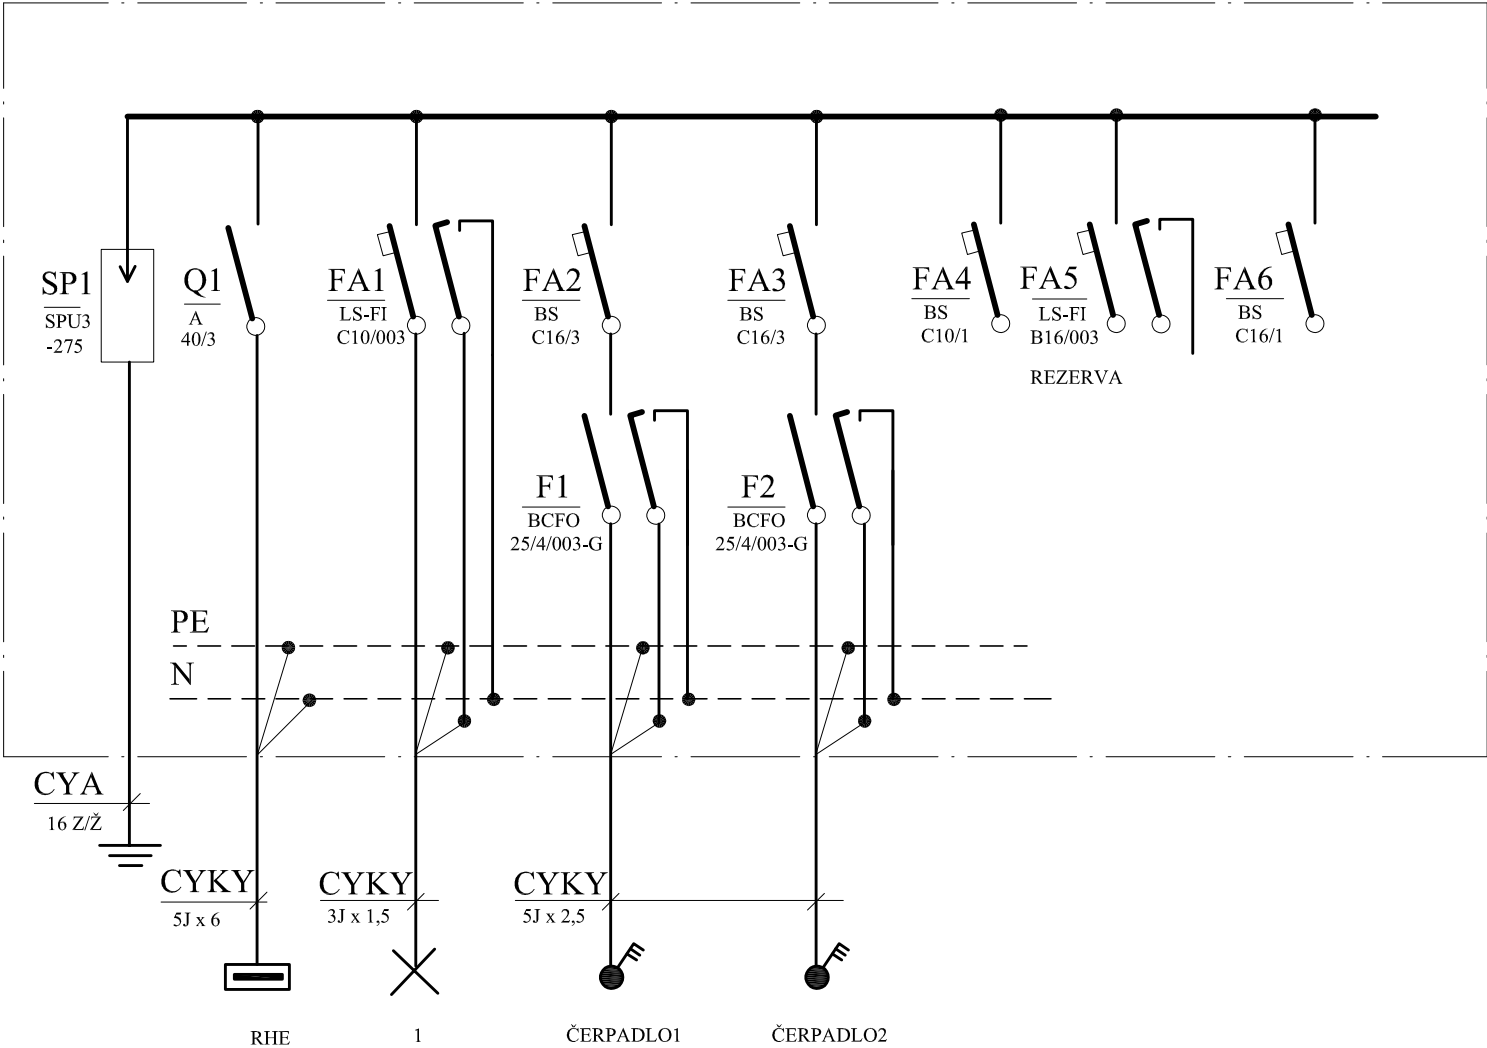 SP1
SPU3
-275
Q1
A
40/3
FA1
LS-FI
C10/003
FA2
BS
C16/3
FA3
BS
C16/3
FA4
BS
C10/1
FA5
LS-FI
B16/003
REZERVA
FA6
BS
C16/1
F1
BCFO
25/4/003-G
F2
BCFO
25/4/003-G
PE
N
CYA
16 Z/Ž
CYKY
5J x 6
CYKY
3J x 1,5
CYKY
5J x 2,5
RHE
1
ČERPADLO1
ČERPADLO2